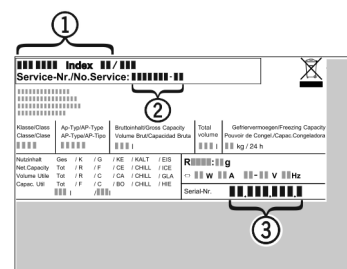 1
Index /
Service-Nr./No.Service: -
2
Klasse/Class Ap-Typ/AP-Type Bruttoinhalt/Gross Capacity Total Gefriervermoegen/Freezing Capacity
Classe/Clase AP-Type/AP-Tipo Volume Brut/Capacidad Bruta volume Pouvoir de Congel./Capac.Congeladora
l l kg / 24 h
Nutzinhalt Ges / K / G / KE / KALT / EIS
Net.Capacity Tot / R / F / CE / CHILL / ICE
Volume Utile Tot / R / C / CA / CHILL / GLA
Capac. Util Tot / F / C / BO / CHILL / HIE
l / l
R : g
W A - V Hz
Serial-Nr. , , ,
3